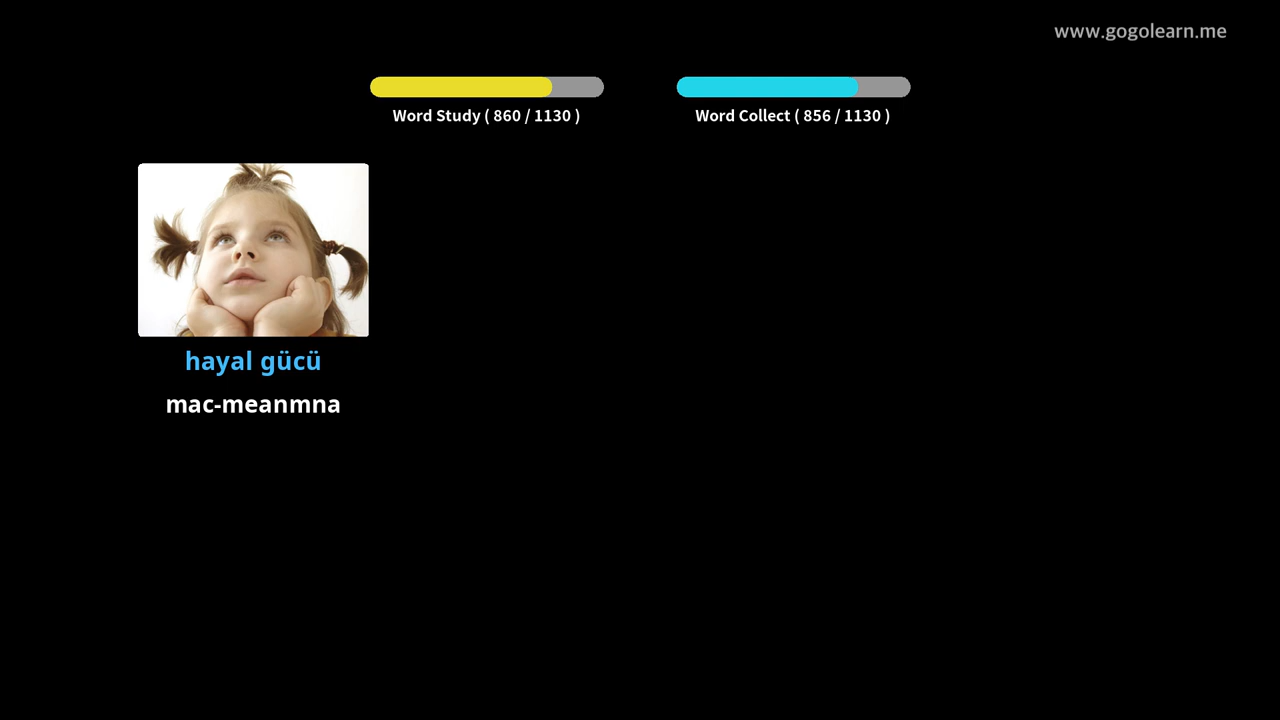 www.gogolearn.me
Word Study ( 860 / 1130 )
Word Collect ( 856 / 1130 )
hayal gücü
mac-meanmna